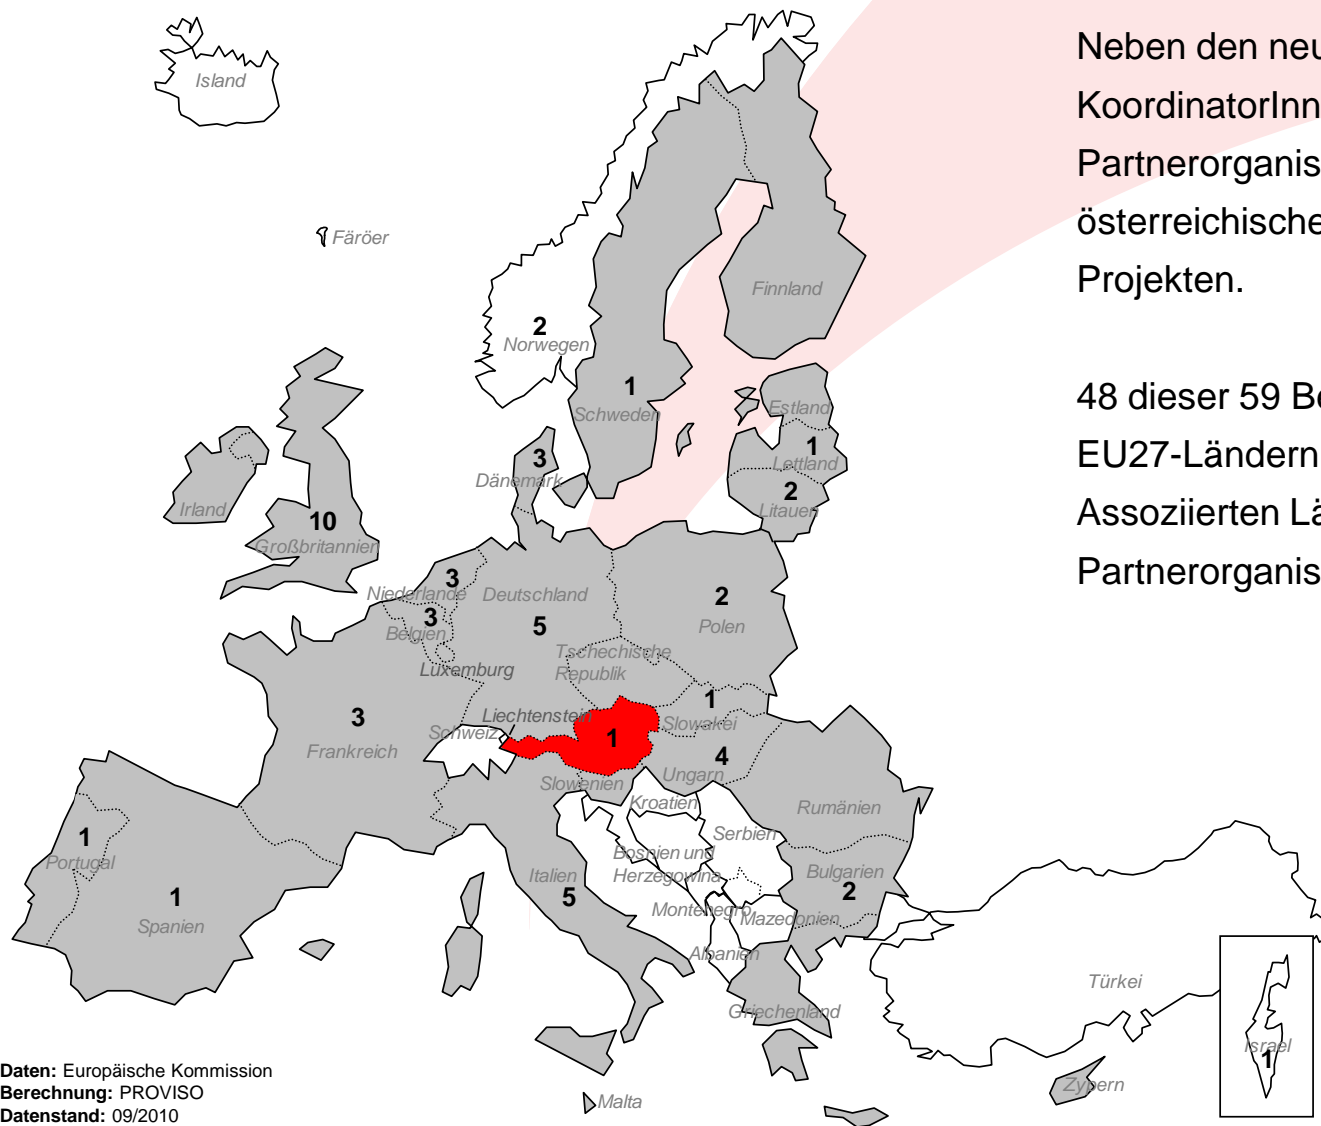 Neben den neu
KoordinatorInn
Partnerorganis
österreichische
Projekten.
48 dieser 59 Be
EU27-Ländern
Assoziierten Lä
Partnerorganis
Island
Färöer
Finnland
2
Norwegen
1
Schweden
Estland
1
Lettland
2
Litauen
3
Dänemark
Irland
10
Großbritannien
3
Niederlande
3
Belgien
Luxemburg
Deutschland
5
2
Polen
Tschechische
Republik
1
Slowakei
Liechtenstein
Schweiz
1
3
Frankreich
4
Ungarn
Slowenien
Kroatien
Rumänien
Serbien
Bosnien und
Herzegowina
Bulgarien
2
Montenegro
Mazedonien
Albanien
1
Portugal
1
Spanien
Italien
5
Griechenland
Türkei
Israel
1
Zypern
Malta
Daten: Europäische Kommission
Berechnung: PROVISO
Datenstand: 09/2010